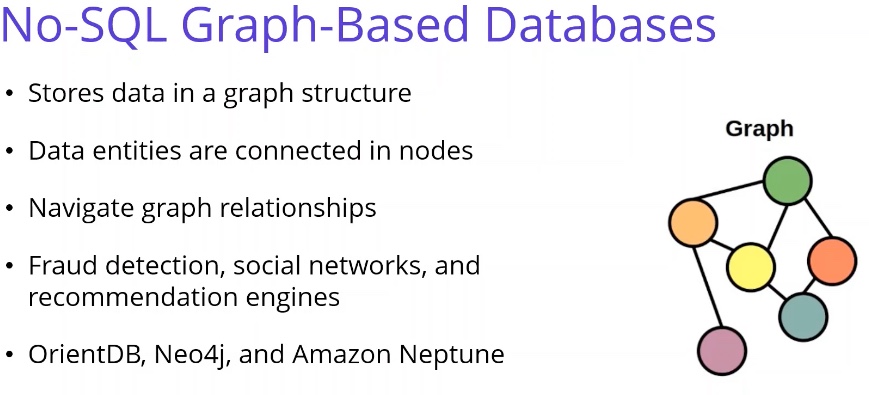 No-SQL Graph-Based Databases
• Stores data in a graph structure
• Data entities are connected in nodes
• Navigate graph relationships
• Fraud detection, social networks, and
recommendation engines
• OrientDB, Neo4j, and Amazon Neptune
Graph